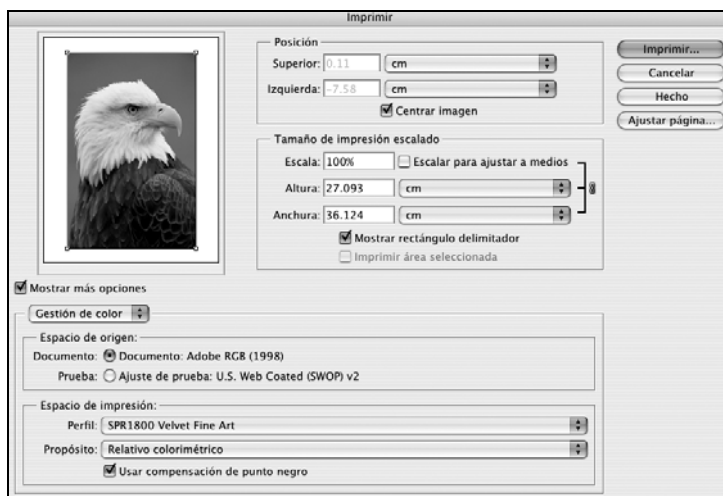 Imprimir
Posición
Superior: 0.11 cm
Izquierda: -7.58 cm
Centrar imagen
Tamaño de impresión escalado
Escala: 100% Escalar para ajustar a medios
Altura: 27.093 cm
Anchura: 36.124 cm
Mostrar rectángulo delimitador
Imprimir área seleccionada
Imprimir...
Cancelar
Hecho
Ajustar página...
Mostrar más opciones
Gestión de color
Espacio de origen:
Documento: Documento: Adobe RGB (1998)
Prueba: Ajuste de prueba: U.S. Web Coated (SWOP) v2
Espacio de impresión:
Perfil: SPR1800 Velvet Fine Art
Propósito: Relativo colorimétrico
Usar compensación de punto negro